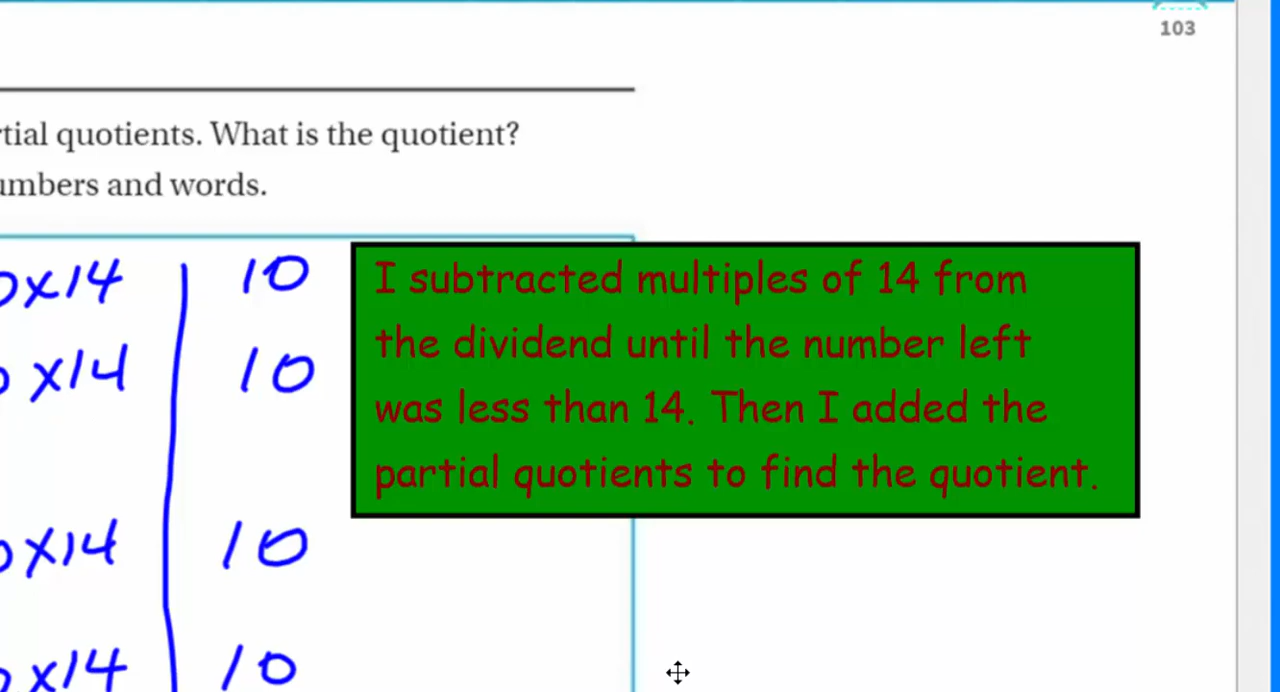 103
tial quotients. What is the quotient?
umbers and words.
x14 10
x14 10
x14 10
x14 10
I subtracted multiples of 14 from
the dividend until the number left
was less than 14. Then I added the
partial quotients to find the quotient.